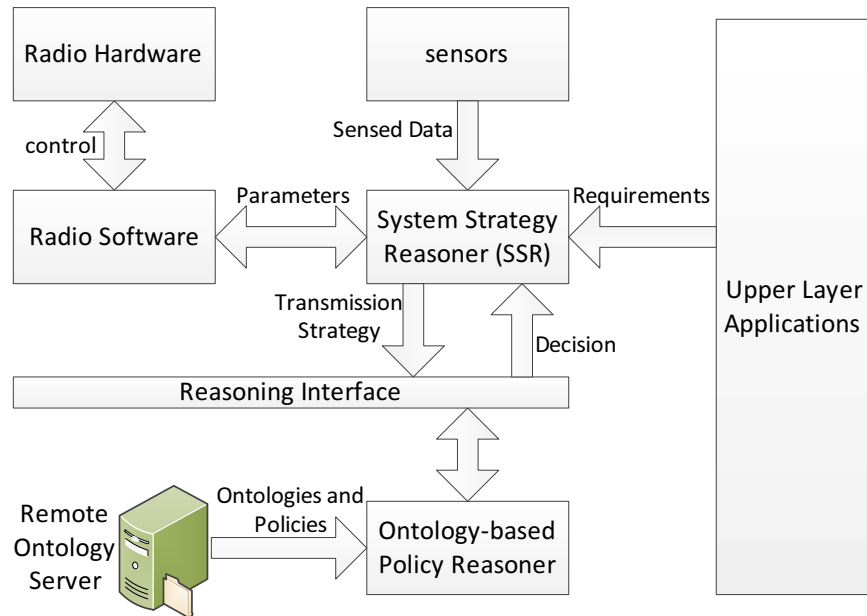 Radio Hardware
sensors
control
Sensed Data
Parameters
Requirements
Radio Software
System Strategy
Reasoner (SSR)
Upper Layer
Applications
Transmission
Strategy
Decision
Reasoning Interface
Remote
Ontology
Server
Ontologies and
Policies
Ontology-based
Policy Reasoner